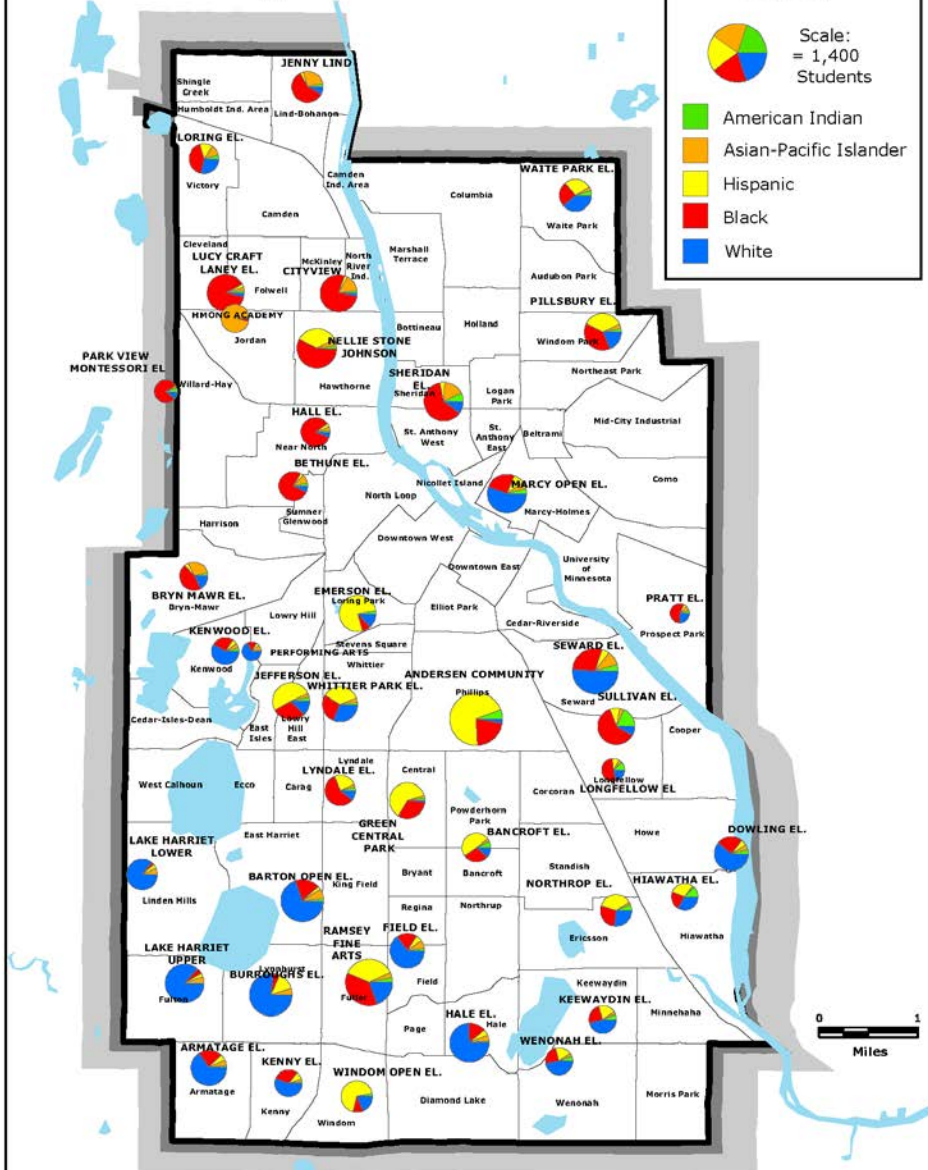 Scale:
= 1,400
Students
American Indian
Asian-Pacific Islander
Hispanic
Black
White
JENNY LIND
Shingle
Creek
Humboldt Ind. Area
Lind-Bohanon
LORING EL.
Victory
Camden
Ind. Area
Columbia
WAITE PARK EL.
Waite Park
Camden
Cleveland
LUCY CRAFT
LANEY EL.
Folwell
McKinley
CITYVIEW
North
River
Ind.
Marshall
Terrace
Audubon Park
PILLSBURY EL.
HMONG ACADEMY
Jordan
NELLIE STONE
JOHNSON
Bottineau
Holland
Windom Park
Northeast Park
PARK VIEW
MONTESSORI EL
Willard-Hay
Hawthorne
SHERIDAN
EL.
Sheridan
Logan
Park
HALL EL.
Near North
St. Anthony
West
St.
Anthony
East
Beltrami
Mid-City Industrial
BETHUNE EL.
Sumner
Glenwood
North Loop
Nicollet Island
MARCY OPEN EL.
Marcy-Holmes
Como
Harrison
Downtown West
Downtown East
University
of
Minnesota
BRYN MAWR EL.
Bryn-Mawr
Lowry Hill
EMERSON EL.
Loring Park
Elliot Park
Cedar-Riverside
PRATT EL.
Prospect Park
KENWOOD EL.
Kenwood
PERFORMING ARTS
Stevens Square
Whittier
SEWARD EL.
Seward
JEFFERSON EL.
WHITTIER PARK EL.
ANDERSEN COMMUNITY
Phillips
SULLIVAN EL.
Cedar-Isles-Dean
East
Isles
Lowry
Hill
East
Cooper
West Calhoun
Ecco
Carag
Lyndale
LYNDALE EL.
Central
Corcoran
Longfellow
LONGFELLOW EL
GREEN
CENTRAL
PARK
Powderhorn
Park
BANCROFT EL.
Bancroft
Howe
DOWLING EL.
East Harriet
LAKE HARRIET
LOWER
Linden Hills
BARTON OPEN EL.
King Field
Bryant
Standish
HIAWATHA EL.
Hiawatha
NORTHROP EL.
Ericsson
Regina
Northrup
RAMSEY
FINE
ARTS
Fuller
FIELD EL.
Field
LAKE HARRIET
UPPER
Fulton
Lynnhurst
BURROUGHS EL.
Keewaydin
KEEWAYDIN EL.
Minnehaha
Page
HALE EL.
Hale
WENONAH EL.
Wenonah
0 1
Miles
ARMATAGE EL.
Armatage
KENNY EL.
Kenny
WINDOM OPEN EL.
Windom
Diamond Lake
Morris Park